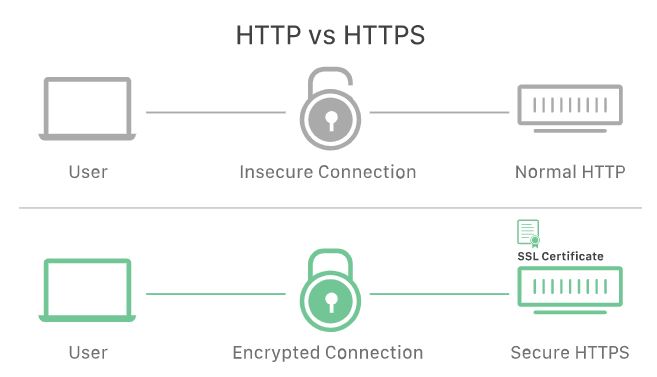 HTTP vs HTTPS
User
Insecure Connection
Normal HTTP
SSL Certificate
User
Encrypted Connection
Secure HTTPS